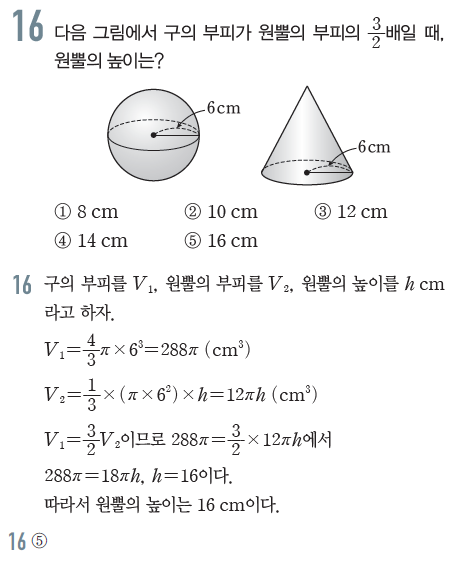 16 다음 그림에서 구의 부피가 원뿔의 부피의 3/2배일 때,
원뿔의 높이는?
6cm
6cm
① 8 cm ② 10 cm ③ 12 cm
④ 14 cm ⑤ 16 cm
16 구의 부피를 V₁, 원뿔의 부피를 V₂, 원뿔의 높이를 h cm
라고 하자.
V₁=4/3π×6³=288π (cm³)
V₂=1/3×(π×6²)×h=12πh (cm³)
V₁=3/2V₂이므로 288π=3/2×12πh에서
288π=18πh, h=16이다.
따라서 원뿔의 높이는 16 cm이다.
16 ⑤